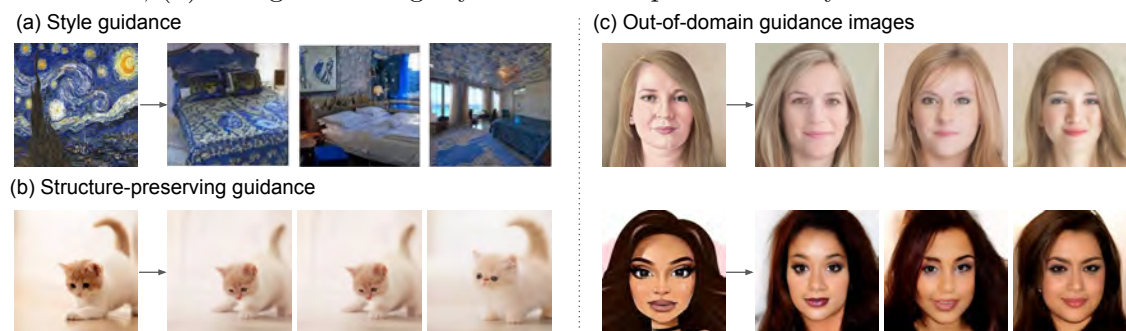 (a) Style guidance
(b) Structure-preserving guidance
(c) Out-of-domain guidance images